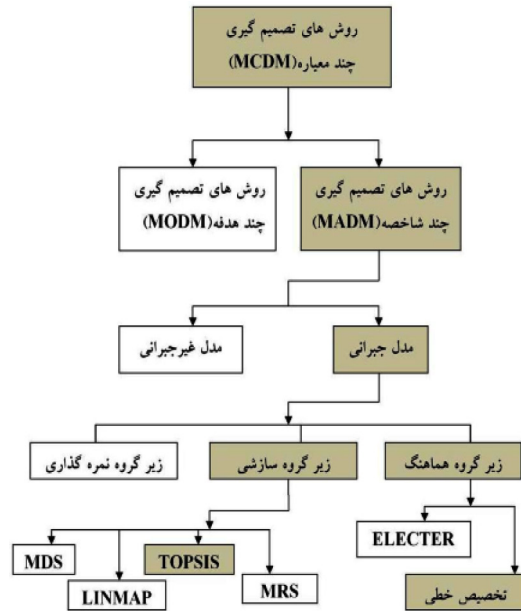 روش های تصمیم گیری
چند معیاره(MCDM)
روش های تصمیم گیری
چند شاخصه(MADM)
روش های تصمیم گیری
چند هدفه(MODM)
مدل جبرانی
مدل غیرجبرانی
زیر گروه هماهنگ
زیر گروه سازشی
زیر گروه نمره گذاری
ELECTER
تخصیص خطی
MRS
TOPSIS
LINMAP
MDS